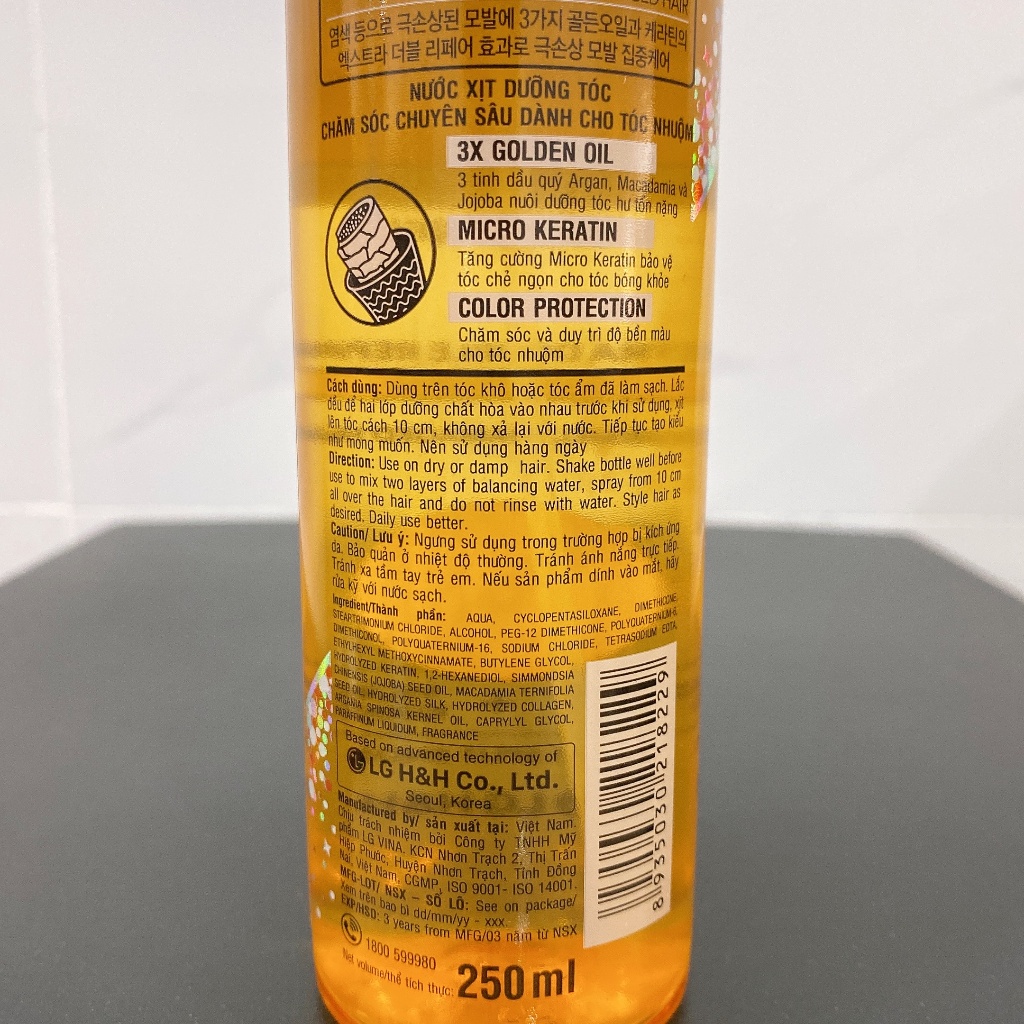 HAIR
염색 등으로 극손상된 모발에 3가지 골든오일과 케라틴의
엑스트라 더블 리페어 효과로 극손상 모발 집중케어
NƯỚC XỊT DƯỠNG TÓC
CHĂM SÓC CHUYÊN SÂU DÀNH CHO TÓC NHUỘM
3X GOLDEN OIL
3 tinh dầu quý Argan, Macadamia và
Jojoba nuôi dưỡng tóc hư tổn nặng
MICRO KERATIN
Tăng cường Micro Keratin bảo vệ
tóc chẻ ngọn cho tóc bóng khỏe
COLOR PROTECTION
Chăm sóc và duy trì độ bền màu
cho tóc nhuộm
Cách dùng: Dùng trên tóc khô hoặc tóc ẩm đã làm sạch. Lắc
đều để hai lớp dưỡng chất hòa vào nhau trước khi sử dụng, xịt
lên tóc cách 10 cm, không xả lại với nước. Tiếp tục tạo kiểu
như mong muốn. Nên sử dụng hàng ngày
Direction: Use on dry or damp hair. Shake bottle well before
use to mix two layers of balancing water, spray from 10 cm
all over the hair and do not rinse with water. Style hair as
desired. Daily use better.
Caution/ Lưu ý: Ngưng sử dụng trong trường hợp bị kích ứng
da. Bảo quản ở nhiệt độ thường. Tránh ánh nắng trực tiếp.
Tránh xa tầm tay trẻ em. Nếu sản phẩm dính vào mắt, hãy
rửa kỹ với nước sạch.
Ingredient/Thành phần: AQUA, CYCLOPENTASILOXANE, DIMETHICONE,
STEARTRIMONIUM CHLORIDE, ALCOHOL, PEG-12 DIMETHICONE, POLYQUATERNIUM-6,
DIMETHICONOL, POLYQUATERNIUM-16, SODIUM CHLORIDE, TETRASODIUM EDTA,
ETHYLHEXYL METHOXYCINNAMATE, BUTYLENE GLYCOL,
HYDROLYZED KERATIN, 1,2-HEXANEDIOL, SIMMONDSIA
CHINENSIS (JOJOBA) SEED OIL, MACADAMIA TERNIFOLIA
SEED OIL, HYDROLYZED SILK, HYDROLYZED COLLAGEN,
ARGANIA SPINOSA KERNEL OIL, CAPRYLYL GLYCOL,
PARAFFINUM LIQUIDUM, FRAGRANCE
Based on advanced technology of
LG H&H Co., Ltd.
Seoul, Korea
Manufactured by/ sản xuất tại: Việt Nam.
Chịu trách nhiệm bởi Công ty TNHH Mỹ
phẩm LG VINA. KCN Nhơn Trạch 2, Thị Trấn
Hiệp Phước, Huyện Nhơn Trạch, Tỉnh Đồng
Nai, Việt Nam, CGMP, ISO 9001- ISO 14001.
MFG-LOT/ NSX – SỐ LÔ: See on package/
Xem trên bao bì dd/mm/yy - xxx.
EXP/HSD: 3 years from MFG/03 năm từ NSX
1800 599980
Net volume/thể tích thực: 250 ml
8 935030 218229